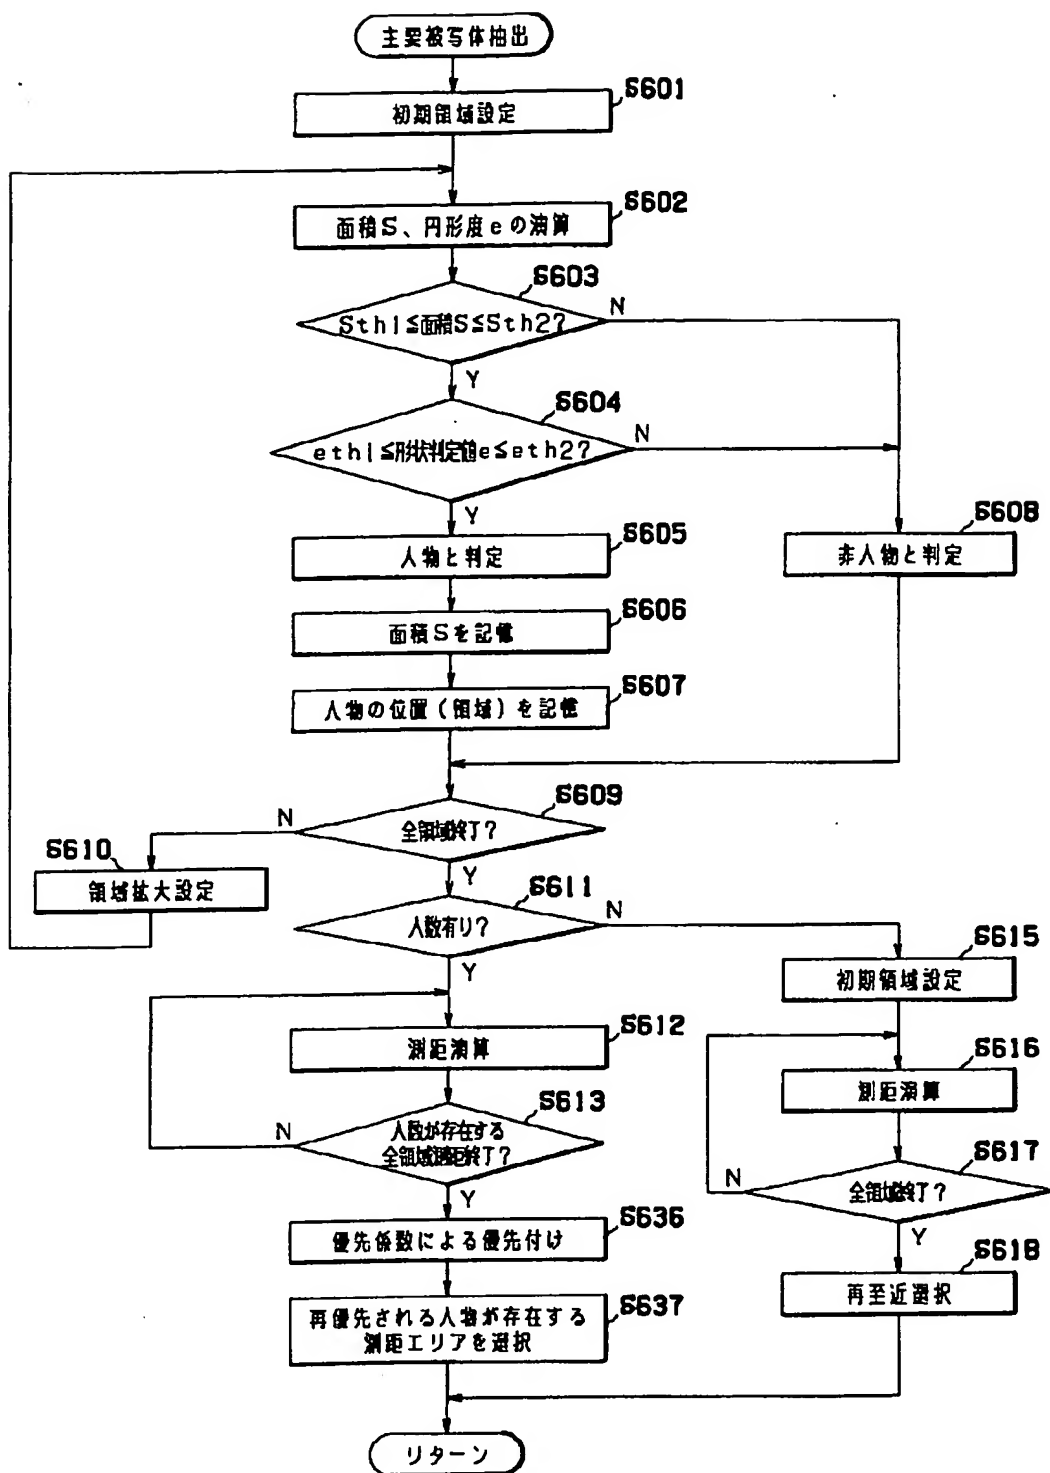 主要被写体抽出
S601
初期領域設定
S602
面積S、円形度eの演算
S603
Sth1≦面積S≦Sth2?
N
Y
S604
eth1≦形状判定値e≦eth2?
N
Y
S605
人物と判定
S608
非人物と判定
S606
面積Sを記憶
S607
人物の位置(領域)を記憶
S609
全領域終了?
N
Y
S610
領域拡大設定
S611
人数有り?
N
Y
S615
初期領域設定
S612
測距演算
S616
測距演算
S613
人数が存在する
全領域測距終了?
N
Y
S617
全領域終了?
N
Y
S636
優先係数による優先付け
S618
再至近選択
S637
再優先される人物が存在する
測距エリアを選択
リターン